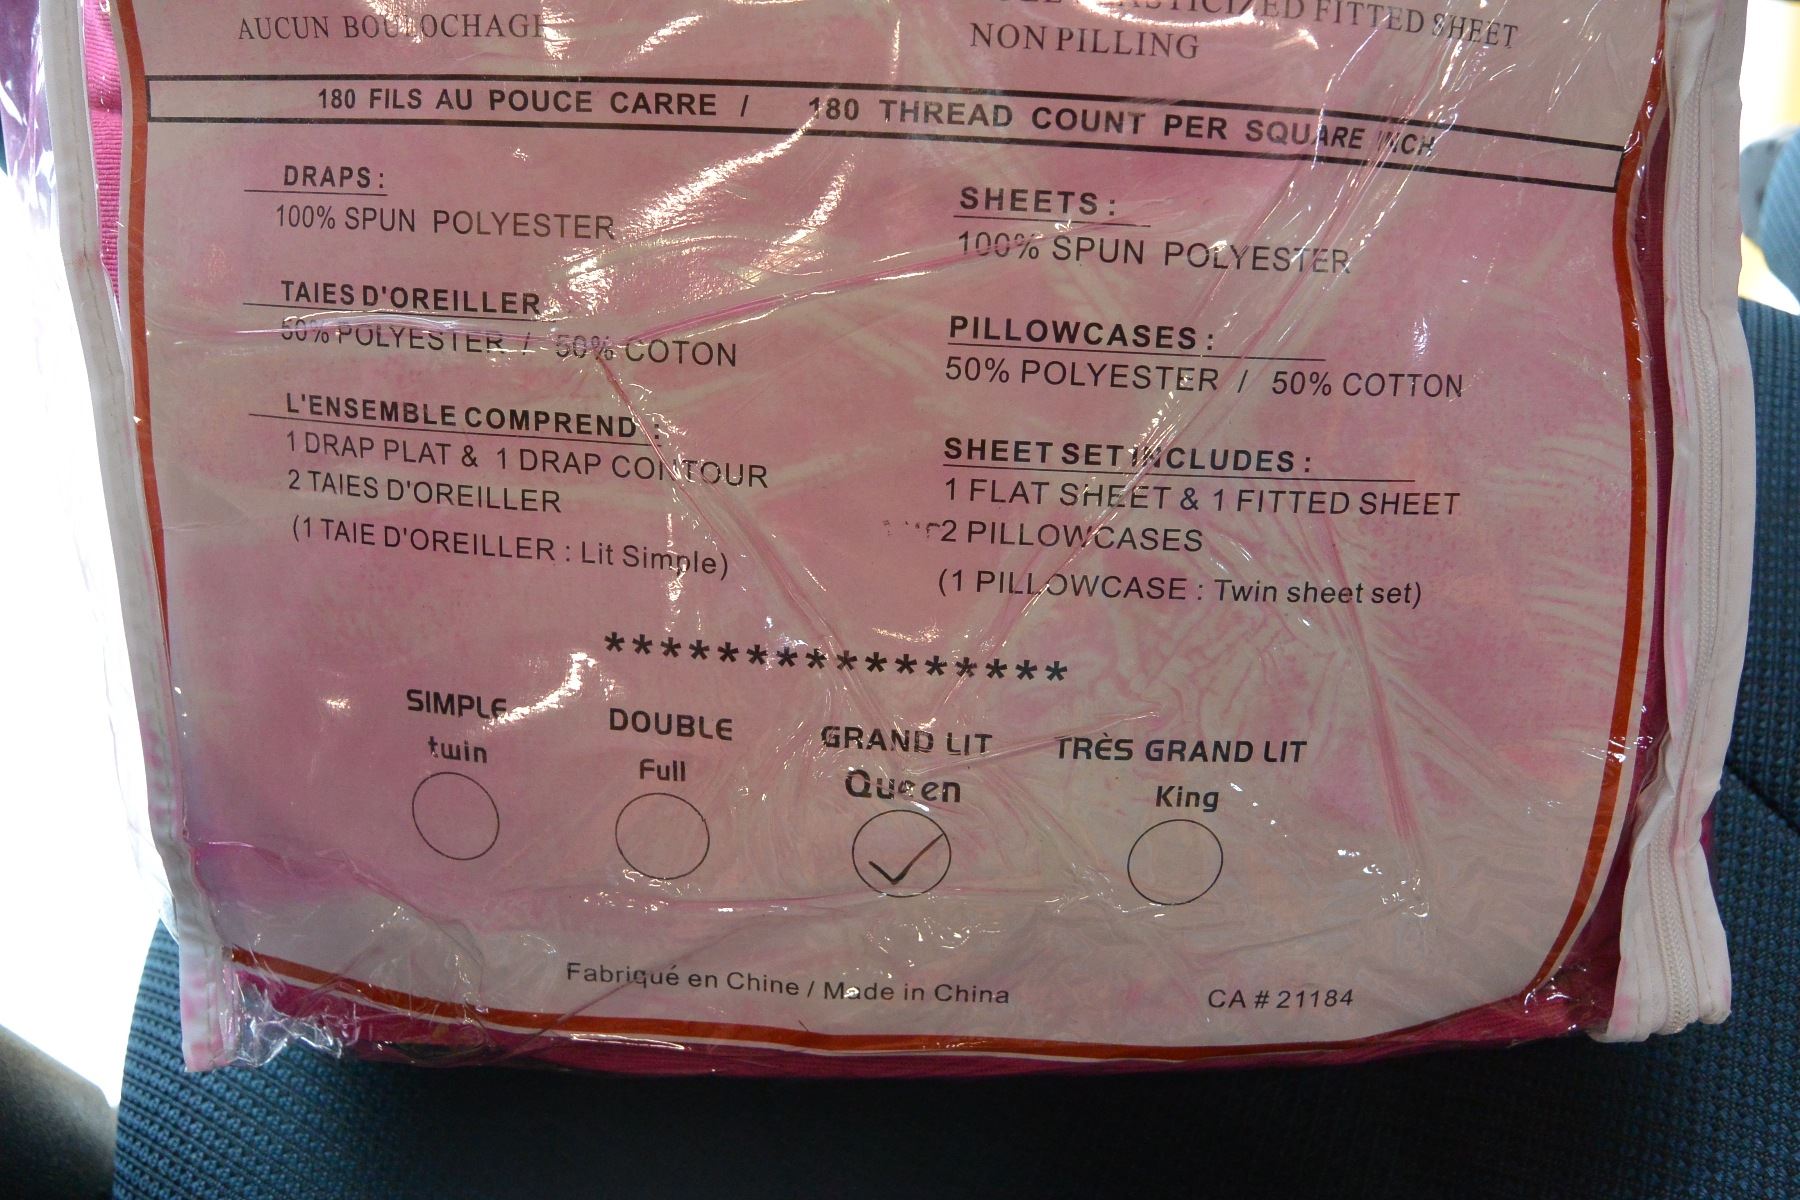 AUCUN BOULOCHAGE
FITTED SHEET
NON PILLING
180 FILS AU POUCE CARRE / 180 THREAD COUNT PER SQUARE INCH
DRAPS :
100% SPUN POLYESTER
TAIES D'OREILLER
50% POLYESTER / 50% COTON
L'ENSEMBLE COMPREND :
1 DRAP PLAT & 1 DRAP CONTOUR
2 TAIES D'OREILLER
(1 TAIE D'OREILLER : Lit Simple)
SHEETS :
100% SPUN POLYESTER
PILLOWCASES :
50% POLYESTER / 50% COTTON
SHEET SET INCLUDES :
1 FLAT SHEET & 1 FITTED SHEET
2 PILLOWCASES
(1 PILLOWCASE : Twin sheet set)
****************
SIMPLE
twin
DOUBLE
Full
GRAND LIT
Queen
TRÈS GRAND LIT
King
Fabriqué en Chine / Made in China
CA # 21184